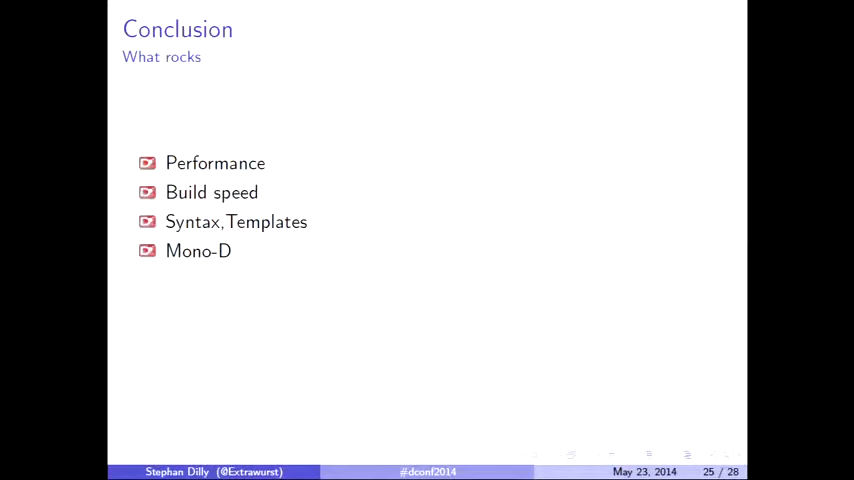 Conclusion
What rocks
Performance
Build speed
Syntax,Templates
Mono-D
Stephan Dilly (@Extrawurst) #dconf2014 May 23, 2014 25 / 28